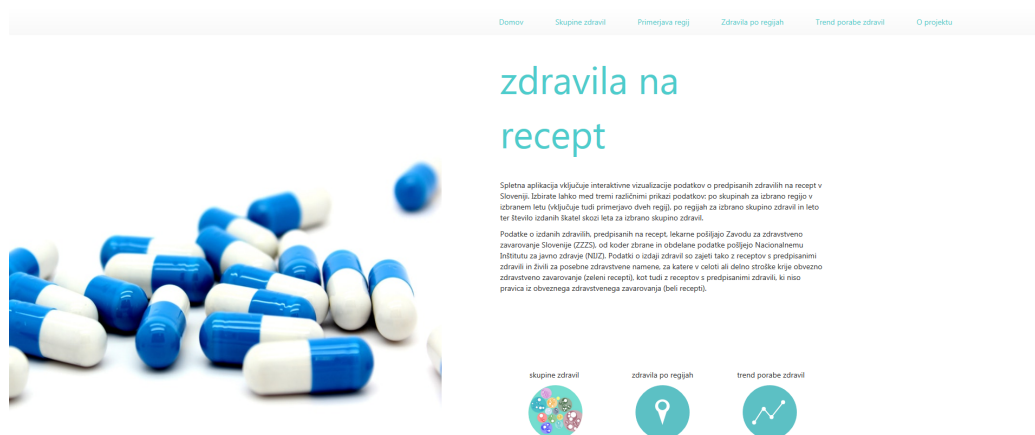 Domov Skupine zdravil Primerjava regij Zdravila po regijah Trend porabe zdravil O projektu
zdravila na
recept
Spletna aplikacija vključuje interaktivne vizualizacije podatkov o predpisanih zdravilih na recept v
Sloveniji. Izbirate lahko med tremi različnimi prikazi podatkov: po skupinah za izbrano regijo v
izbranem letu (vključuje tudi primerjavo dveh regij), po regijah za izbrano skupino zdravil in leto
ter število izdanih škatel skozi leta za izbrano skupino zdravil.
Podatke o izdanih zdravilih, predpisanih na recept, lekarne pošiljajo Zavodu za zdravstveno
zavarovanje Slovenije (ZZZS), od koder zbrane in obdelane podatke pošljejo Nacionalnemu
Inštitutu za javno zdravje (NIJZ). Podatki o izdaji zdravil so zajeti tako z receptov s predpisanimi
zdravili in živili za posebne zdravstvene namene, za katere v celoti ali delno stroške krije obvezno
zdravstveno zavarovanje (zeleni recepti), kot tudi z receptov s predpisanimi zdravili, ki niso
pravica iz obveznega zdravstvenega zavarovanja (beli recepti).
skupine zdravil zdravila po regijah trend porabe zdravil